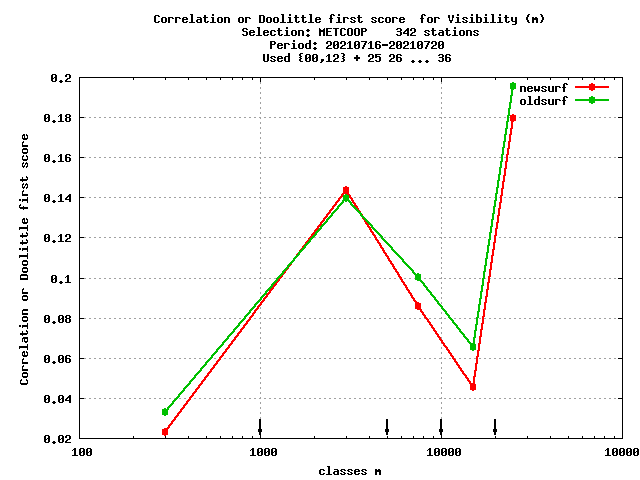 Correlation or Doolittle first score  for Visibility (m)
Selection: METCOOP    342 stations
Period: 20210716-20210720
Used {00,12} + 25 26 ... 36
newsurf
oldsurf
Correlation or Doolittle first score
0.2
0.18
0.16
0.14
0.12
0.1
0.08
0.06
0.04
0.02
100 1000 10000 10000
classes m